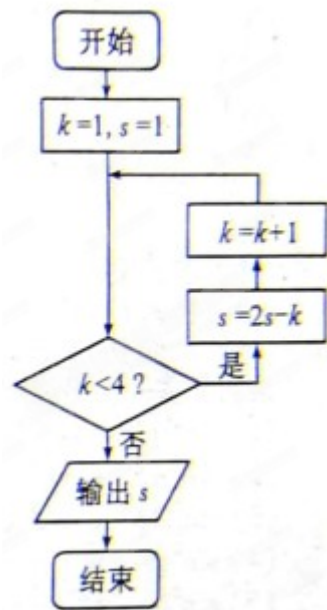 开始
k=1, s=1
k=k+1
s=2s-k
k<4?
是
否
输出 s
结束